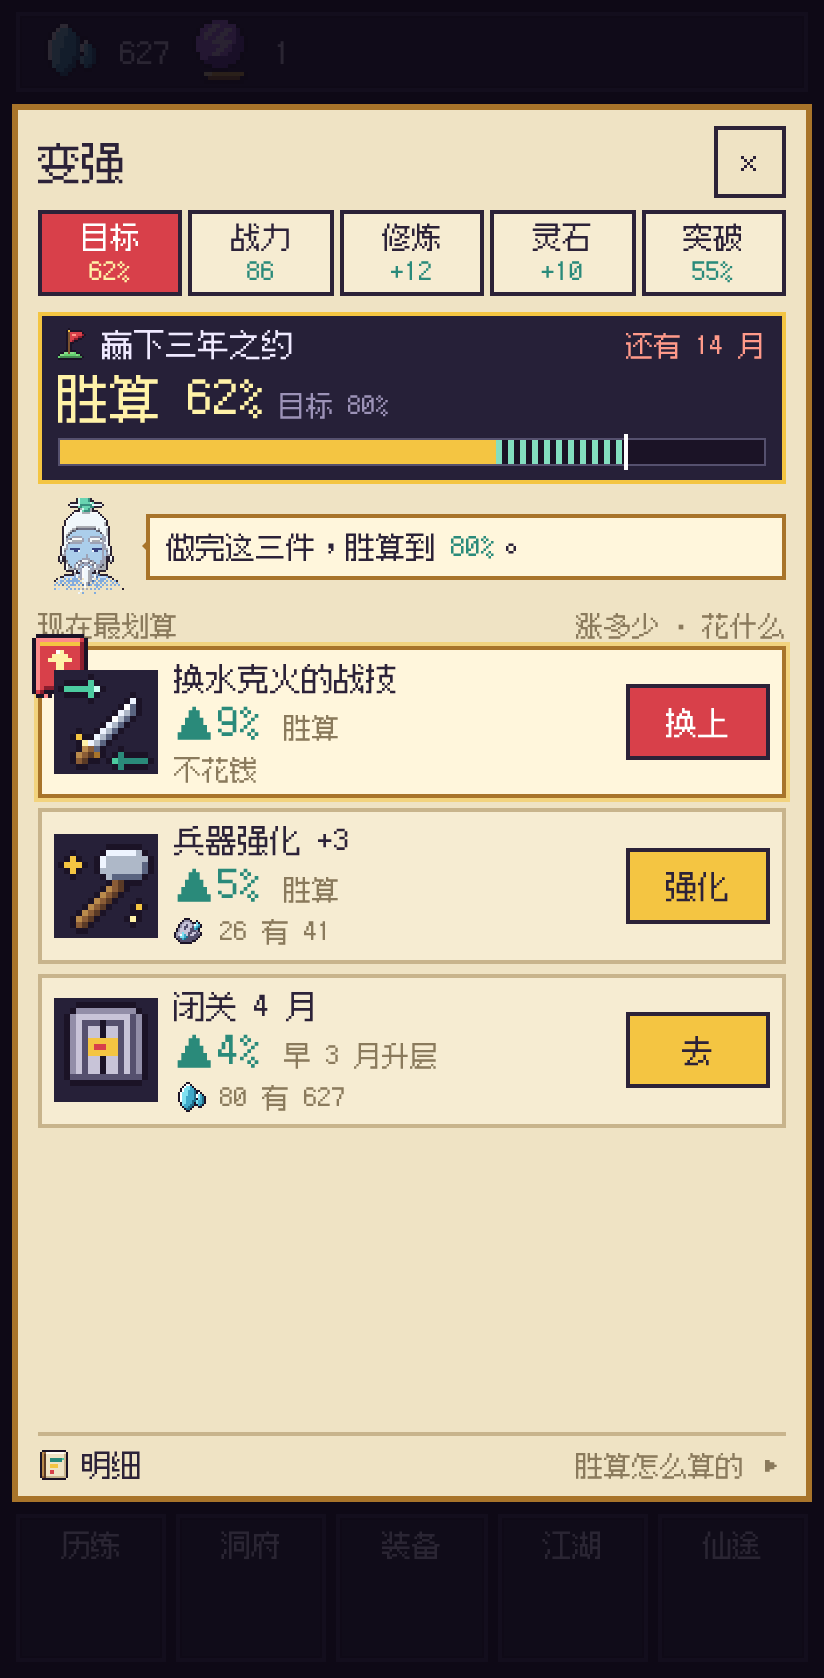 627 1
变强 ×
目标 战力 修炼 灵石 突破
62% 86 +12 +10 55%
赢下三年之约 还有 14 月
胜算 62% 目标 80%
做完这三件，胜算到 80%。
现在最划算 涨多少 · 花什么
换水克火的战技
▲9% 胜算 换上
不花钱
兵器强化 +3
▲5% 胜算 强化
26 有 41
闭关 4 月
▲4% 早 3 月升层 去
80 有 627
明细 胜算怎么算的 ▶
历练 洞府 装备 江湖 仙途